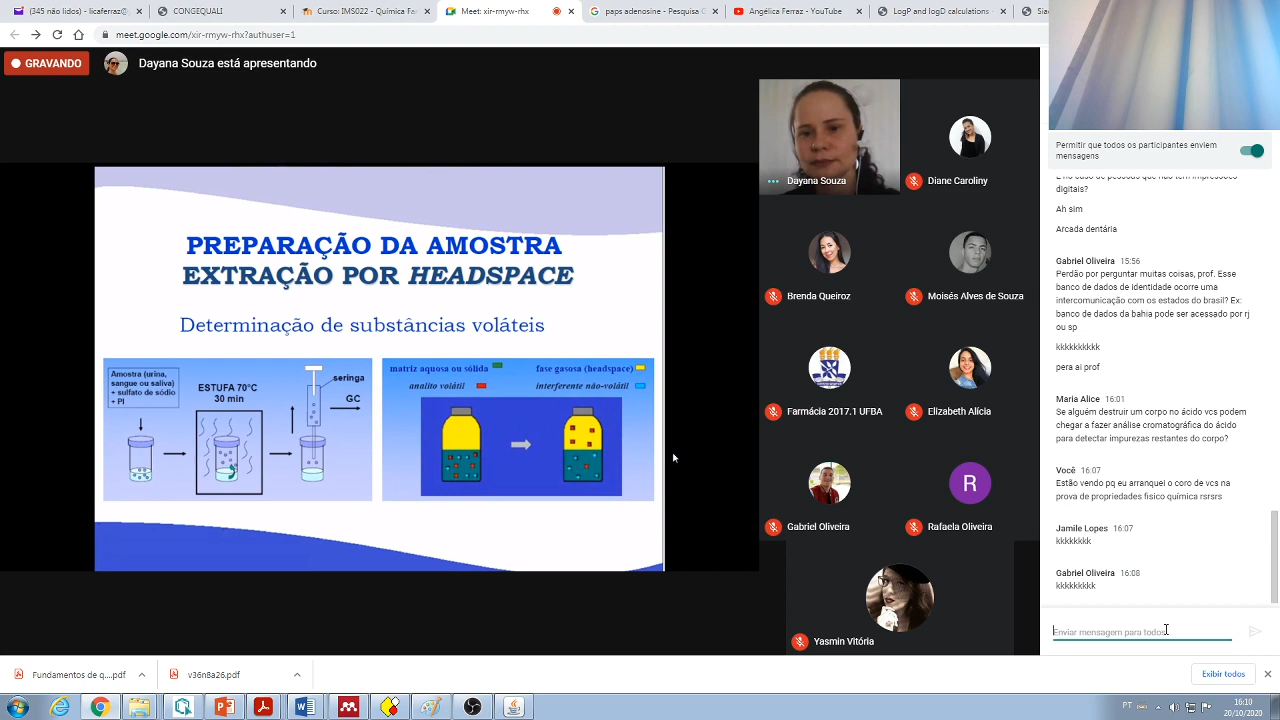 (345 não lidos) - licaferraz@
CONGEQUALI
Curso: IMS022 - Química Far
Meet: xir-rmyw-rhx
paps adenosine - Pesquisa G
Angélica Ferraz - YouTube
LogP and logD calculations -
meet.google.com/xir-rmyw-rhx?authuser=1
GRAVANDO
Dayana Souza está apresentando
PREPARAÇÃO DA AMOSTRA
EXTRAÇÃO POR HEADSPACE
Determinação de substâncias voláteis
Amostra (urina,
sangue ou saliva)
+ sulfato de sódio
+ PI
ESTUFA 70°C
30 min
seringa
GC
matriz aquosa ou sólida
fase gasosa (headspace)
analito volátil
interferente não-volátil
Dayana Souza
Diane Caroliny
Brenda Queiroz
Moisés Alves de Souza
Farmácia 2017.1 UFBA
Elizabeth Alícia
Gabriel Oliveira
R
Rafaela Oliveira
Yasmin Vitória
Permitir que todos os participantes enviem
mensagens
E no caso de pessoas que não tem impressões
digitais?
Ah sim
Arcada dentária
Gabriel Oliveira 15:56
Perdão por perguntar muitas coisas, prof. Esse
banco de dados de identidade ocorre uma
intercomunicação com os estados do brasil? Ex:
banco de dados da bahia pode ser acessado por rj
ou sp
kkkkkkkkkk
pera ai prof
Maria Alice 16:01
Se alguém destruir um corpo no ácido vcs podem
chegar a fazer análise cromatográfica do ácido
para detectar impurezas restantes do corpo?
Você 16:07
Estão vendo pq eu arranquei o coro de vcs na
prova de propriedades fisico química rsrsrs
Jamile Lopes 16:07
kkkkkkkk
Gabriel Oliveira 16:08
kkkkkkkkk
Enviar mensagem para todos
Fundamentos de q....pdf
v36n8a26.pdf
Exibir todos
PT
16:10
20/10/2020